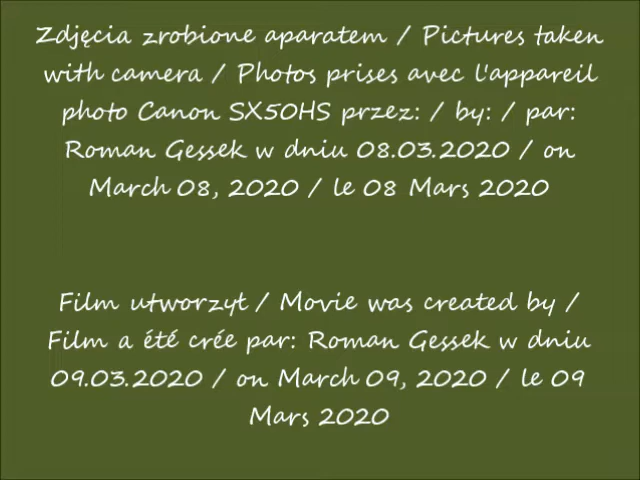 Zdjęcia zrobione aparatem / Pictures taken
with camera / Photos prises avec l'appareil
photo Canon SX50HS przez: / by: / par:
Roman Gessek w dniu 08.03.2020 / on
March 08, 2020 / le 08 Mars 2020
Film utworzył / Movie was created by /
Film a été crée par: Roman Gessek w dniu
09.03.2020 / on March 09, 2020 / le 09
Mars 2020